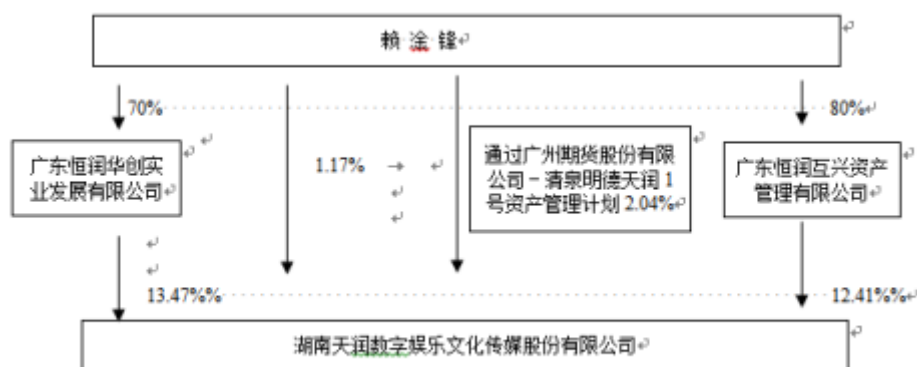 赖 淦 锋
70%
80%
广东恒润华创实
业发展有限公司
1.17%
通过广州期货股份有限
公司－清泉明德天润 1
号资产管理计划 2.04%
广东恒润互兴资产
管理有限公司
13.47%%
12.41%%
湖南天润数字娱乐文化传媒股份有限公司